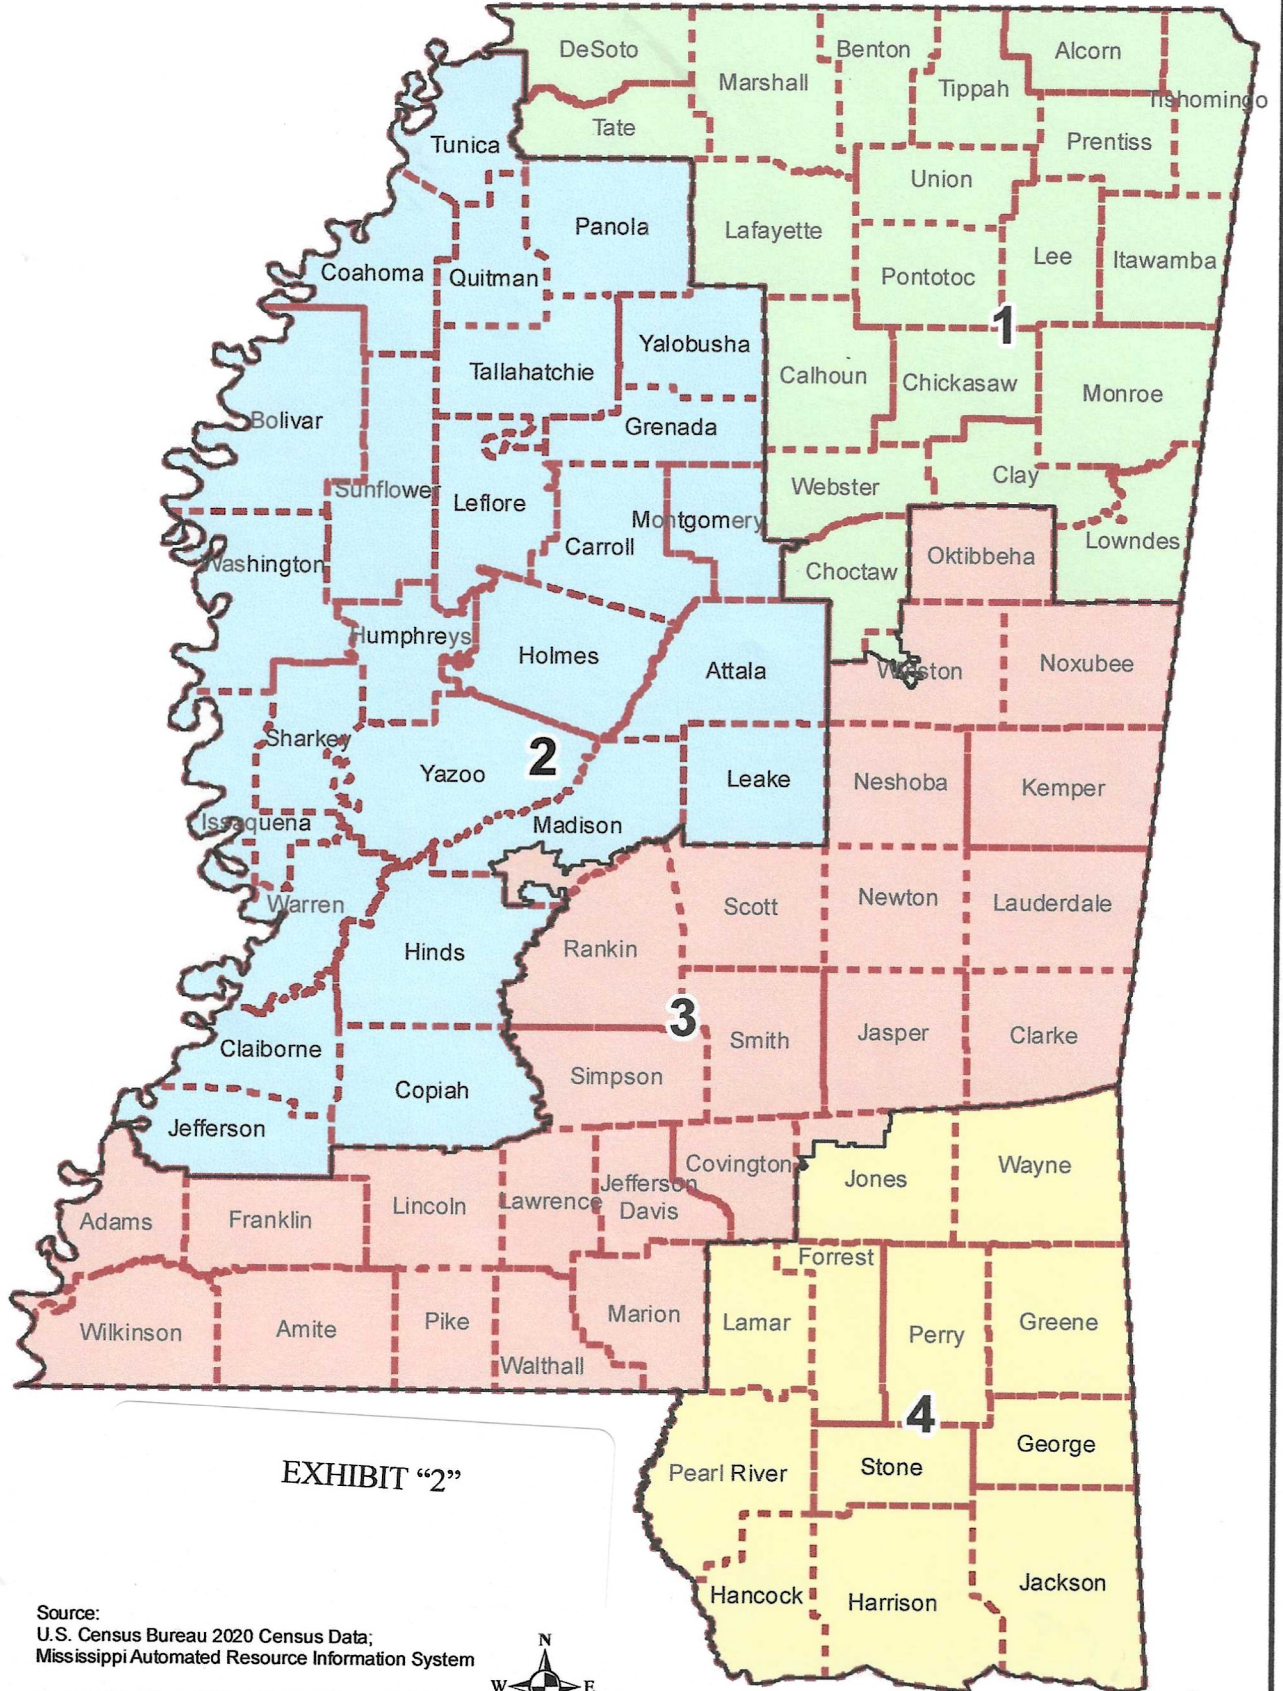 DeSoto
Benton
Alcorn
Marshall
Tippah
Tishomingo
Tate
Prentiss
Tunica
Union
Panola
Lafayette
Lee
Itawamba
Coahoma
Quitman
Pontotoc
1
Yalobusha
Tallahatchie
Calhoun
Chickasaw
Monroe
Bolivar
Grenada
Sunflower
Leflore
Webster
Clay
Montgomery
Carroll
Washington
Choctaw
Oktibbeha
Lowndes
Humphreys
Holmes
Attala
Winston
Noxubee
Sharkey
2
Yazoo
Leake
Neshoba
Kemper
Issaquena
Madison
Warren
Scott
Newton
Lauderdale
Hinds
Rankin
3
Smith
Jasper
Clarke
Claiborne
Simpson
Copiah
Jefferson
Covington
Jones
Wayne
Adams
Franklin
Lincoln
Lawrence
Jefferson
Davis
Forrest
Wilkinson
Amite
Pike
Marion
Lamar
Perry
Greene
Walthall
4
George
EXHIBIT “2”
Pearl River
Stone
Hancock
Harrison
Jackson
Source:
U.S. Census Bureau 2020 Census Data;
Mississippi Automated Resource Information System
N
W E